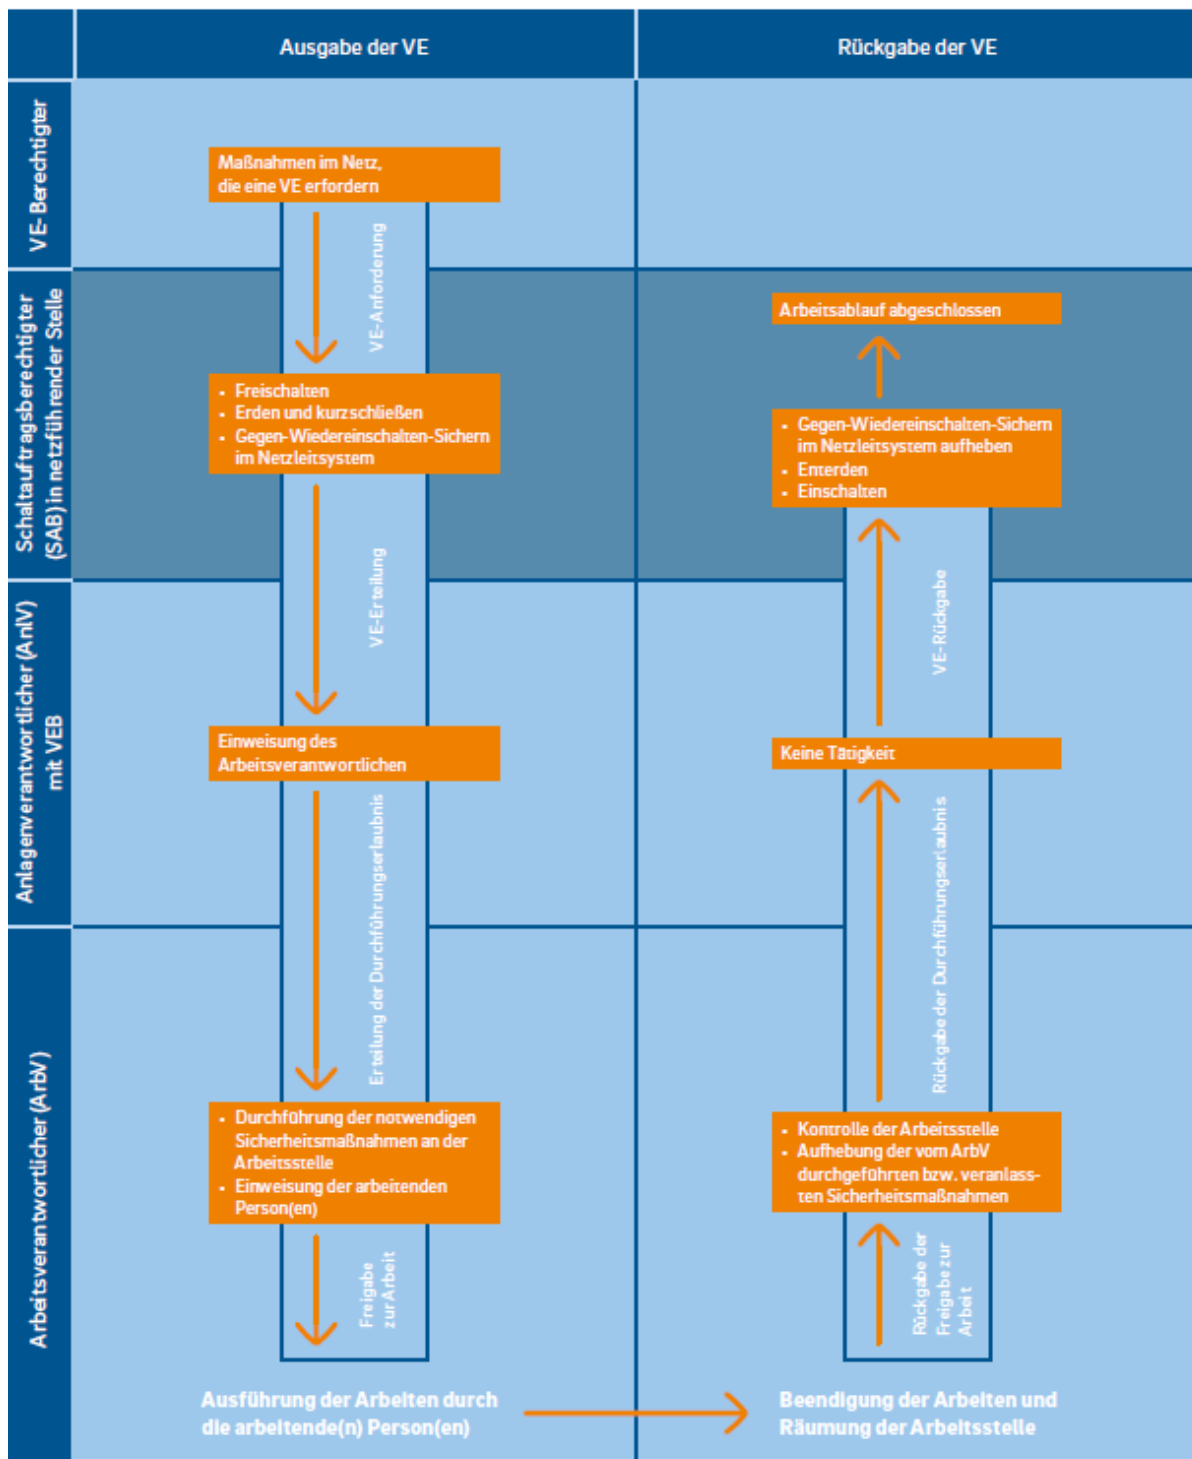 Ausgabe der VE
Rückgabe der VE
VE-Berechtigter
Maßnahmen im Netz,
die eine VE erfordern
VE-Anforderung
Schaltauftragsberechtigter
(SAB) in netzführender Stelle
• Freischalten
• Erden und kurzschließen
• Gegen-Wiedereinschalten-Sichern
im Netzleitsystem
VE-Erteilung
Arbeitsablauf abgeschlossen
• Gegen-Wiedereinschalten-Sichern
im Netzleitsystem aufheben
• Enterden
• Einschalten
VE-Rückgabe
Anlagenverantwortlicher (AnlV)
mit VEB
Einweisung des
Arbeitsverantwortlichen
Erteilung der Durchführungserlaubnis
Keine Tätigkeit
Rückgabe der Durchführungserlaubnis
Arbeitsverantwortlicher (ArbV)
• Durchführung der notwendigen
Sicherheitsmaßnahmen an der
Arbeitsstelle
• Einweisung der arbeitenden
Person(en)
Freigabe
zur Arbeit
• Kontrolle der Arbeitsstelle
• Aufhebung der vom ArbV
durchgeführten bzw. veranlass-
ten Sicherheitsmaßnahmen
Rückgabe der
Freigabe zur
Arbeit
Ausführung der Arbeiten durch
die arbeitende(n) Person(en)
Beendigung der Arbeiten und
Räumung der Arbeitsstelle